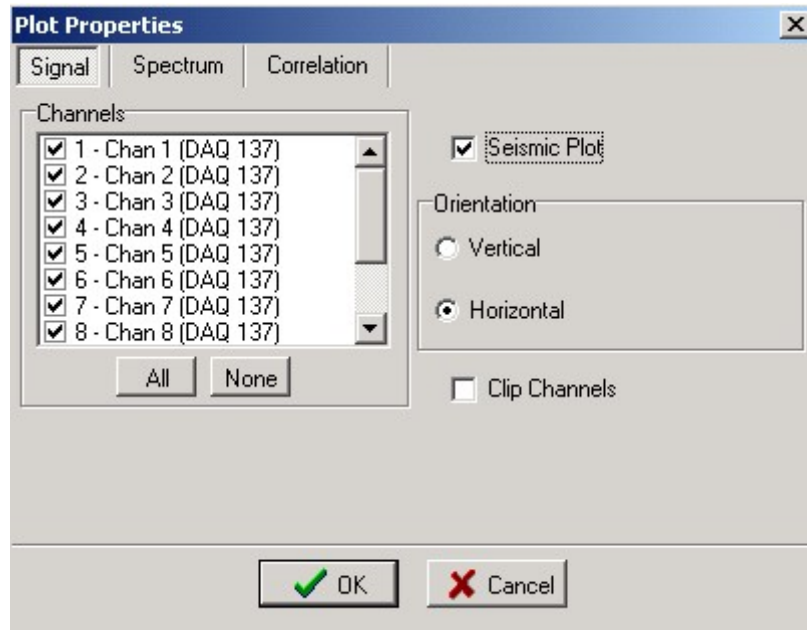 Plot Properties
Signal Spectrum Correlation
Channels
1 - Chan 1 (DAQ 137)
2 - Chan 2 (DAQ 137)
3 - Chan 3 (DAQ 137)
4 - Chan 4 (DAQ 137)
5 - Chan 5 (DAQ 137)
6 - Chan 6 (DAQ 137)
7 - Chan 7 (DAQ 137)
8 - Chan 8 (DAQ 137)
All None
Seismic Plot
Orientation
Vertical
Horizontal
Clip Channels
OK Cancel